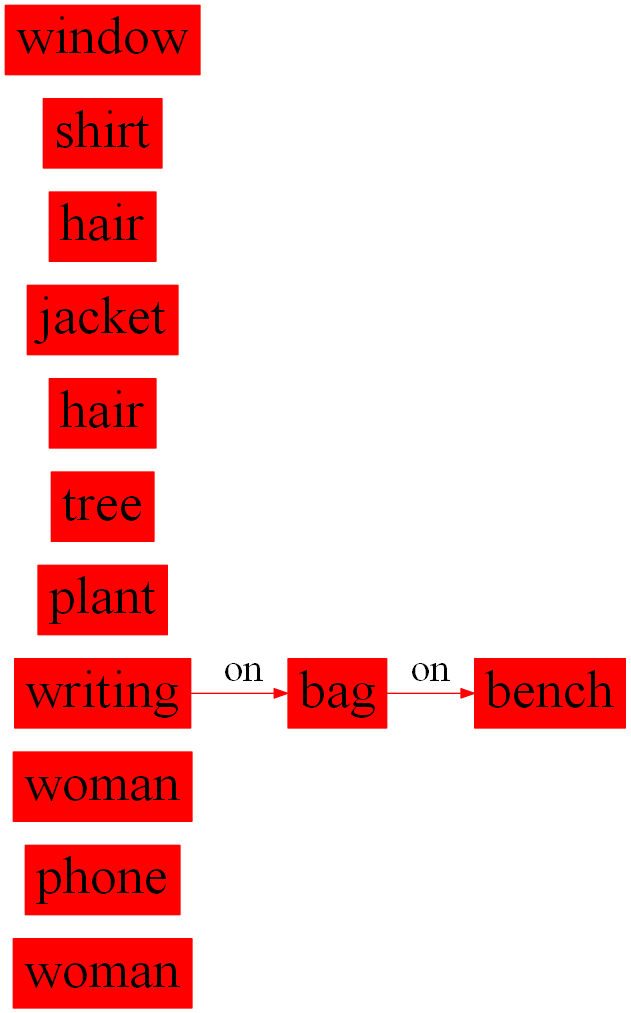 window
shirt
hair
jacket
hair
tree
plant
writing on bag on bench
woman
phone
woman